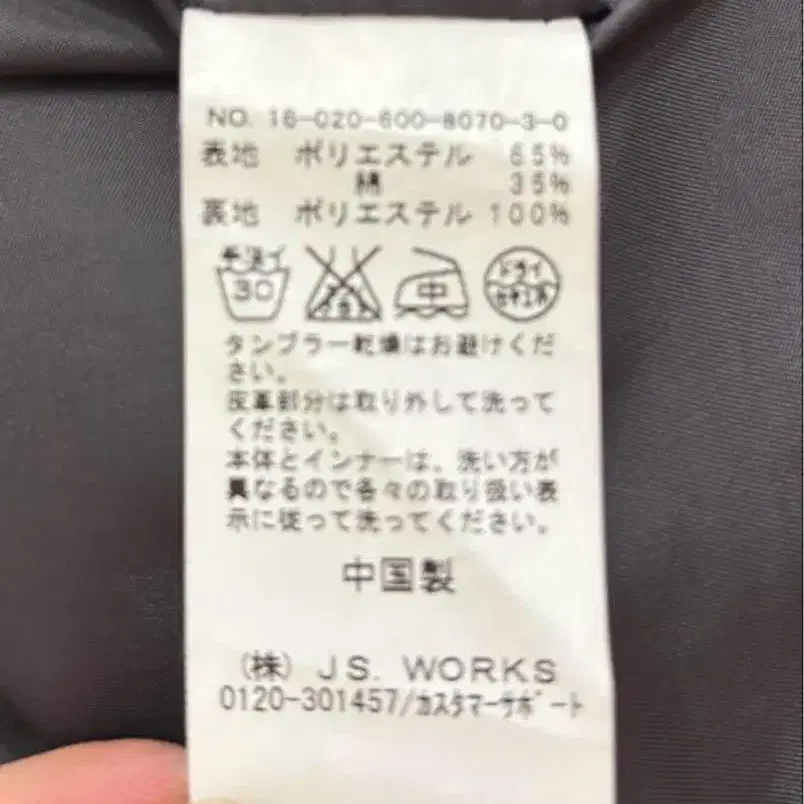 NO. 16-020-600-8070-3-0
表地 ポリエステル 65%
綿 35%
裏地 ポリエステル 100%
手洗イ 30 エンソサラシ 中 ドライ セキユ系
タンブラー乾燥はお避けくだ
さい。
皮革部分は取り外して洗って
ください。
本体とインナーは、洗い方が
異なるので各々の取り扱い表
示に従って洗ってください。
中国製
(株) J.S. WORKS
0120-301457/カスタマーサポート